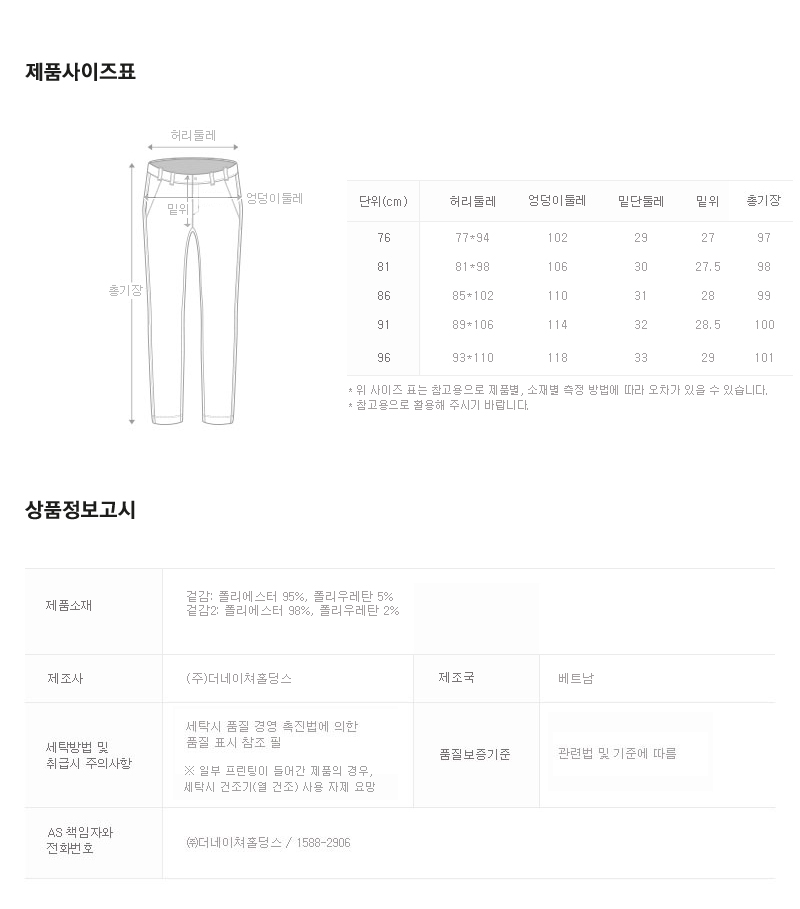 제품사이즈표
허리둘레
엉덩이둘레
밑위
총기장
단위(cm) 허리둘레 엉덩이둘레 밑단둘레 밑위 총기장
76 77*94 102 29 27 97
81 81*98 106 30 27.5 98
86 85*102 110 31 28 99
91 89*106 114 32 28.5 100
96 93*110 118 33 29 101
* 위 사이즈 표는 참고용으로 제품별, 소재별 측정 방법에 따라 오차가 있을 수 있습니다.
* 참고용으로 활용해 주시기 바랍니다.
상품정보고시
제품소재
겉감: 폴리에스터 95%, 폴리우레탄 5%
겉감2: 폴리에스터 98%, 폴리우레탄 2%
제조사 (주)더네이쳐홀딩스 제조국 베트남
세탁방법 및
취급시 주의사항
세탁시 품질 경영 촉진법에 의한
품질 표시 참조 필
※ 일부 프린팅이 들어간 제품의 경우,
세탁시 건조기(열 건조) 사용 자제 요망
품질보증기준 관련법 및 기준에 따름
AS 책임자와
전화번호
㈜더네이쳐홀딩스 / 1588-2906